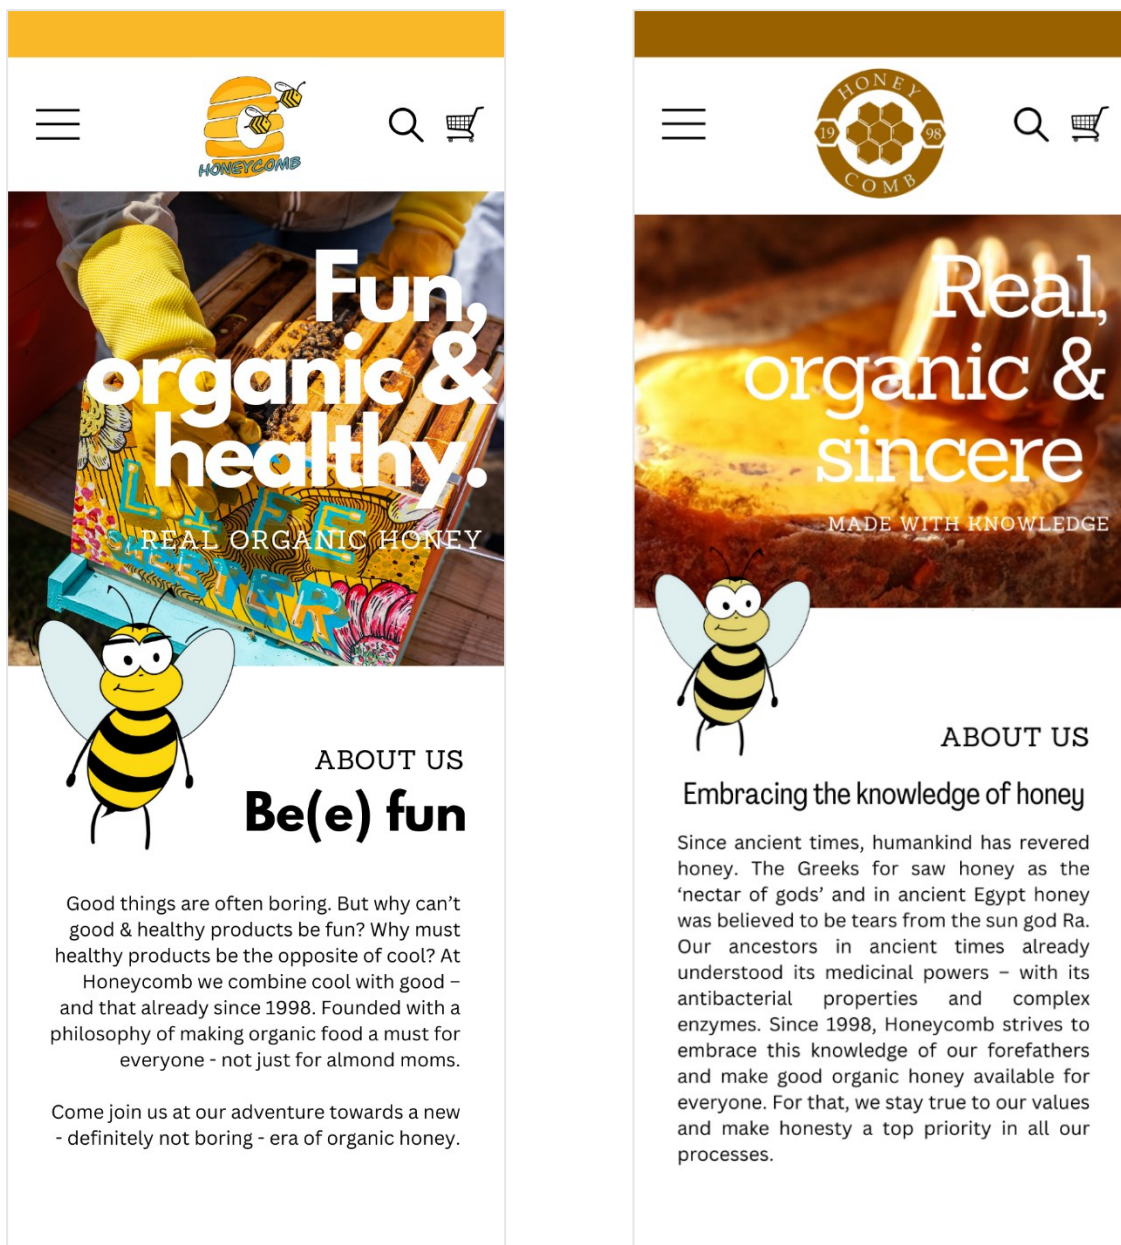 HONEYCOMB
Fun,
organic &
healthy.
LIFE
REAL ORGANIC HONEY
SWEETER
ABOUT US
Be(e) fun
Good things are often boring. But why can’t
good & healthy products be fun? Why must
healthy products be the opposite of cool? At
Honeycomb we combine cool with good –
and that already since 1998. Founded with a
philosophy of making organic food a must for
everyone - not just for almond moms.
Come join us at our adventure towards a new
- definitely not boring - era of organic honey.
HONEY
19 98
COMB
Real,
organic &
sincere
MADE WITH KNOWLEDGE
ABOUT US
Embracing the knowledge of honey
Since ancient times, humankind has revered
honey. The Greeks for saw honey as the
‘nectar of gods’ and in ancient Egypt honey
was believed to be tears from the sun god Ra.
Our ancestors in ancient times already
understood its medicinal powers – with its
antibacterial properties and complex
enzymes. Since 1998, Honeycomb strives to
embrace this knowledge of our forefathers
and make good organic honey available for
everyone. For that, we stay true to our values
and make honesty a top priority in all our
processes.